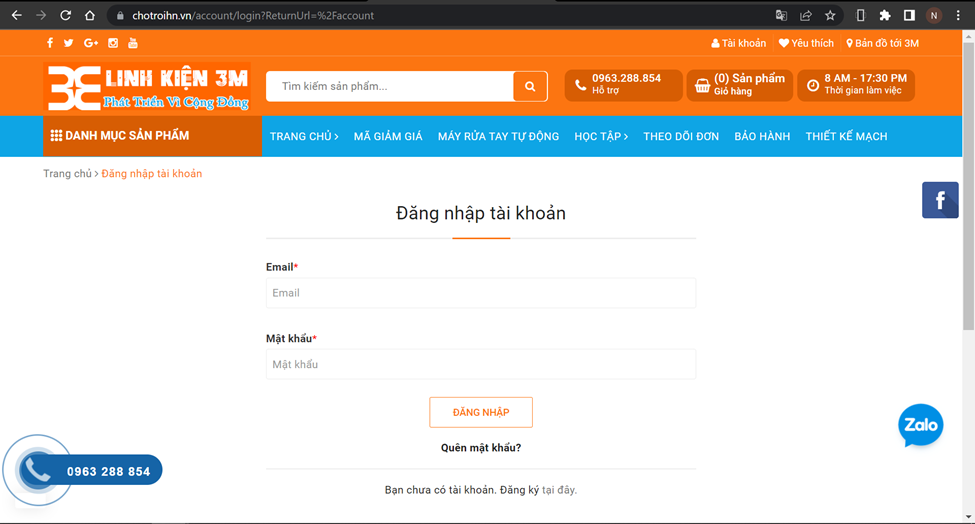 chotroihn.vn/account/login?ReturnUrl=%2Faccount
N
Tài khoản
Yêu thích
Bản đồ tới 3M
LINH KIỆN 3M
Phát Triển Vì Cộng Đồng
Tìm kiếm sản phẩm...
0963.288.854
Hỗ trợ
(0) Sản phẩm
Giỏ hàng
8 AM - 17:30 PM
Thời gian làm việc
DANH MỤC SẢN PHẨM
TRANG CHỦ > MÃ GIẢM GIÁ MÁY RỬA TAY TỰ ĐỘNG HỌC TẬP > THEO DÕI ĐƠN BẢO HÀNH THIẾT KẾ MẠCH
Trang chủ > Đăng nhập tài khoản
Đăng nhập tài khoản
Email*
Email
Mật khẩu*
Mật khẩu
ĐĂNG NHẬP
Quên mật khẩu?
Bạn chưa có tài khoản. Đăng ký tại đây.
Zalo
0963 288 854